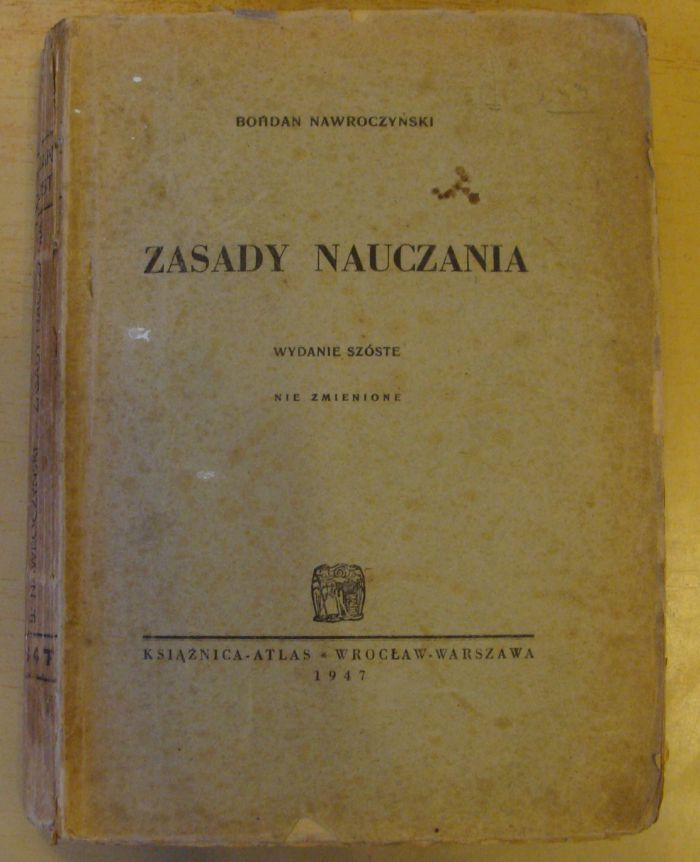 BOHDAN NAWROCZYŃSKI
ZASADY NAUCZANIA
WYDANIE SZÓSTE
NIE ZMIENIONE
KSIĄŻNICA-ATLAS * WROCŁAW-WARSZAWA
1947